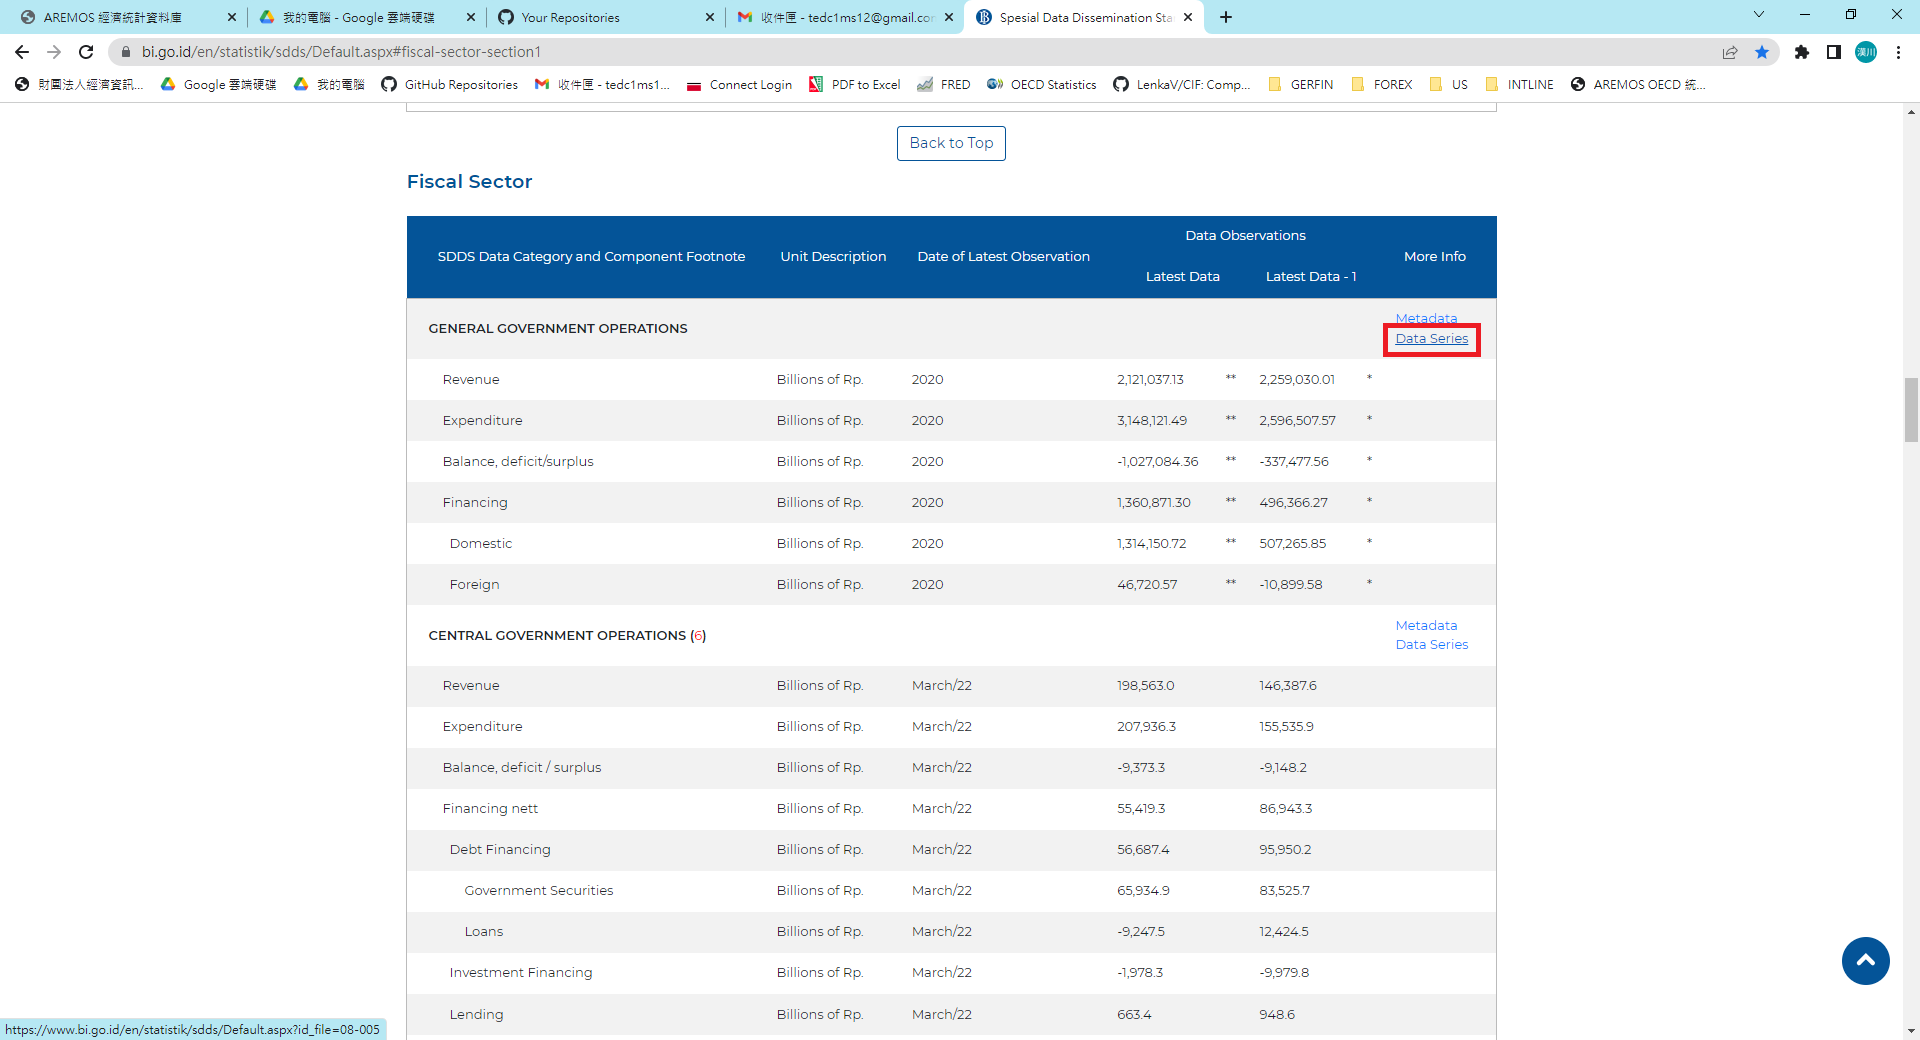 AREMOS 經濟統計資料庫
我的電腦 - Google 雲端硬碟
Your Repositories
收件匣 - tedc1ms12@gmail.co
Spesial Data Dissemination Sta
bi.go.id/en/statistik/sdds/Default.aspx#fiscal-sector-section1
漢川
財團法人經濟資訊...
Google 雲端硬碟
我的電腦
GitHub Repositories
收件匣 - tedc1ms1...
Connect Login
PDF to Excel
FRED
OECD Statistics
LenkaV/CIF: Comp...
GERFIN
FOREX
US
INTLINE
AREMOS OECD 統...
Back to Top
Fiscal Sector
SDDS Data Category and Component Footnote Unit Description Date of Latest Observation Data Observations More Info
Latest Data Latest Data - 1
GENERAL GOVERNMENT OPERATIONS Metadata
Data Series
Revenue Billions of Rp. 2020 2,121,037.13 ** 2,259,030.01 *
Expenditure Billions of Rp. 2020 3,148,121.49 ** 2,596,507.57 *
Balance, deficit/surplus Billions of Rp. 2020 -1,027,084.36 ** -337,477.56 *
Financing Billions of Rp. 2020 1,360,871.30 ** 496,366.27 *
Domestic Billions of Rp. 2020 1,314,150.72 ** 507,265.85 *
Foreign Billions of Rp. 2020 46,720.57 ** -10,899.58 *
CENTRAL GOVERNMENT OPERATIONS (6) Metadata
Data Series
Revenue Billions of Rp. March/22 198,563.0 146,387.6
Expenditure Billions of Rp. March/22 207,936.3 155,535.9
Balance, deficit / surplus Billions of Rp. March/22 -9,373.3 -9,148.2
Financing nett Billions of Rp. March/22 55,419.3 86,943.3
Debt Financing Billions of Rp. March/22 56,687.4 95,950.2
Government Securities Billions of Rp. March/22 65,934.9 83,525.7
Loans Billions of Rp. March/22 -9,247.5 12,424.5
Investment Financing Billions of Rp. March/22 -1,978.3 -9,979.8
Lending Billions of Rp. March/22 663.4 948.6
https://www.bi.go.id/en/statistik/sdds/Default.aspx?id_file=08-005